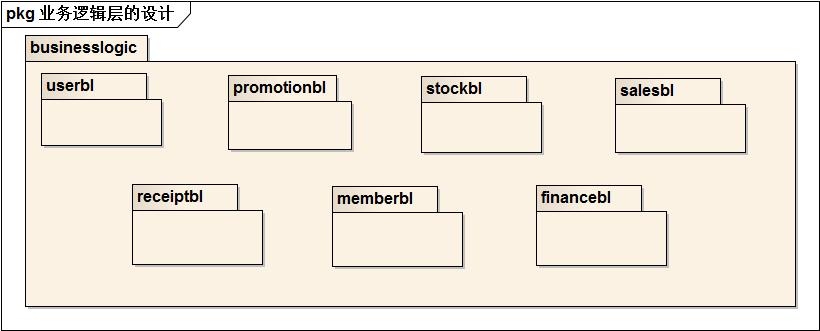 pkg 业务逻辑层的设计
businesslogic
userbl
promotionbl
stockbl
salesbl
receiptbl
memberbl
financebl